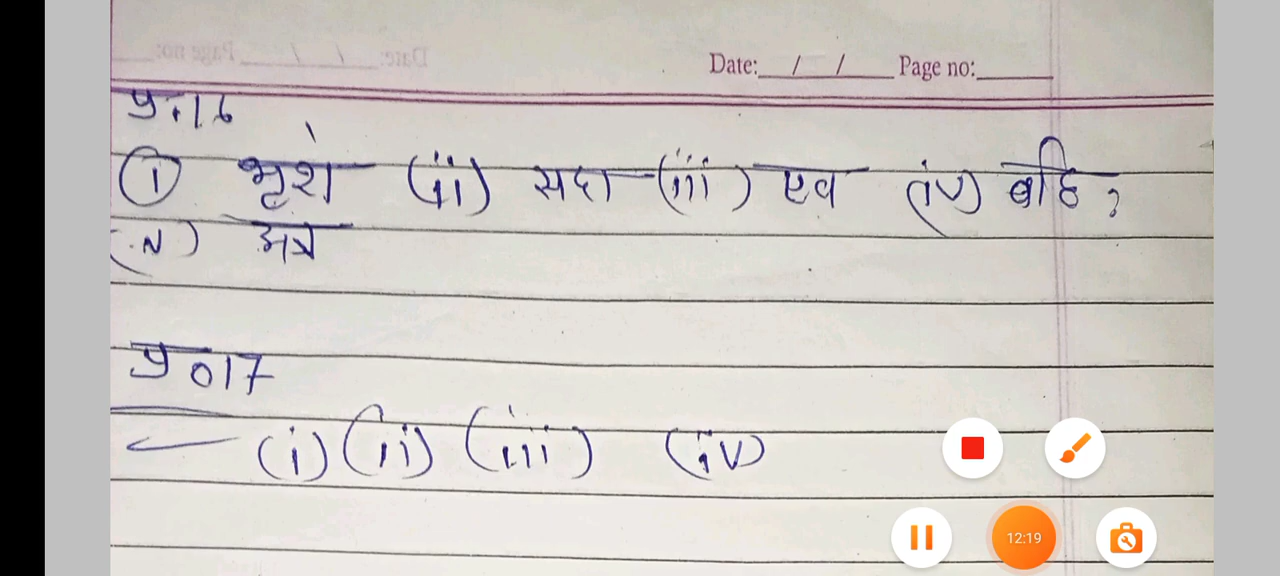 Date: / / Page no:
प्र.16
(i) भृशं (ii) सदा (iii) एव (iv) बहिः
(v) अत्र
प्र017
(i) (ii) (iii) (iv)
12:19